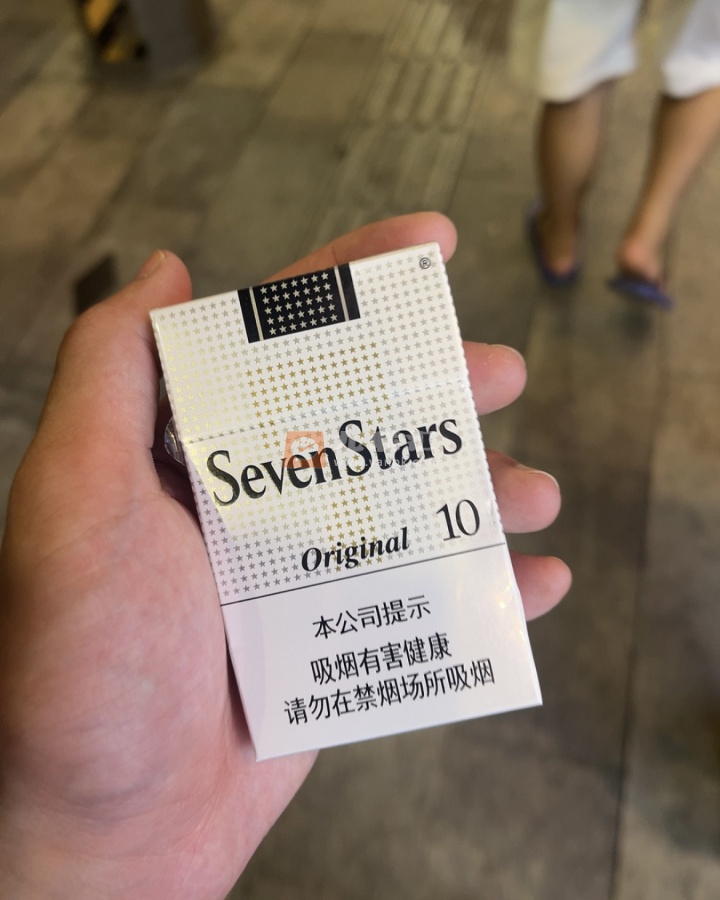 ®
SevenStars
Original 10
本公司提示
吸烟有害健康
请勿在禁烟场所吸烟